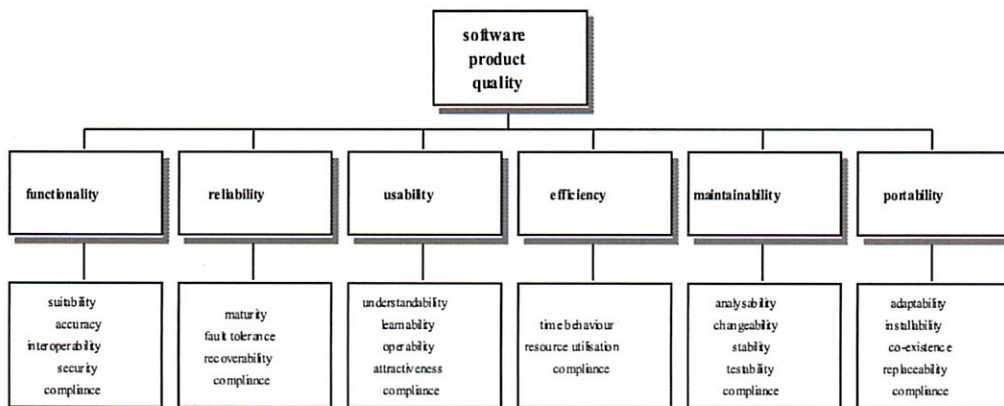 software
product
quality
functionality
reliability
usability
efficiency
maintainability
portability
suitability
accuracy
interoperability
security
compliance
maturity
fault tolerance
recoverability
compliance
understandability
learnability
operability
attractiveness
compliance
time behaviour
resource utilisation
compliance
analysability
changeability
stability
testability
compliance
adaptability
installability
co-existence
replaceability
compliance